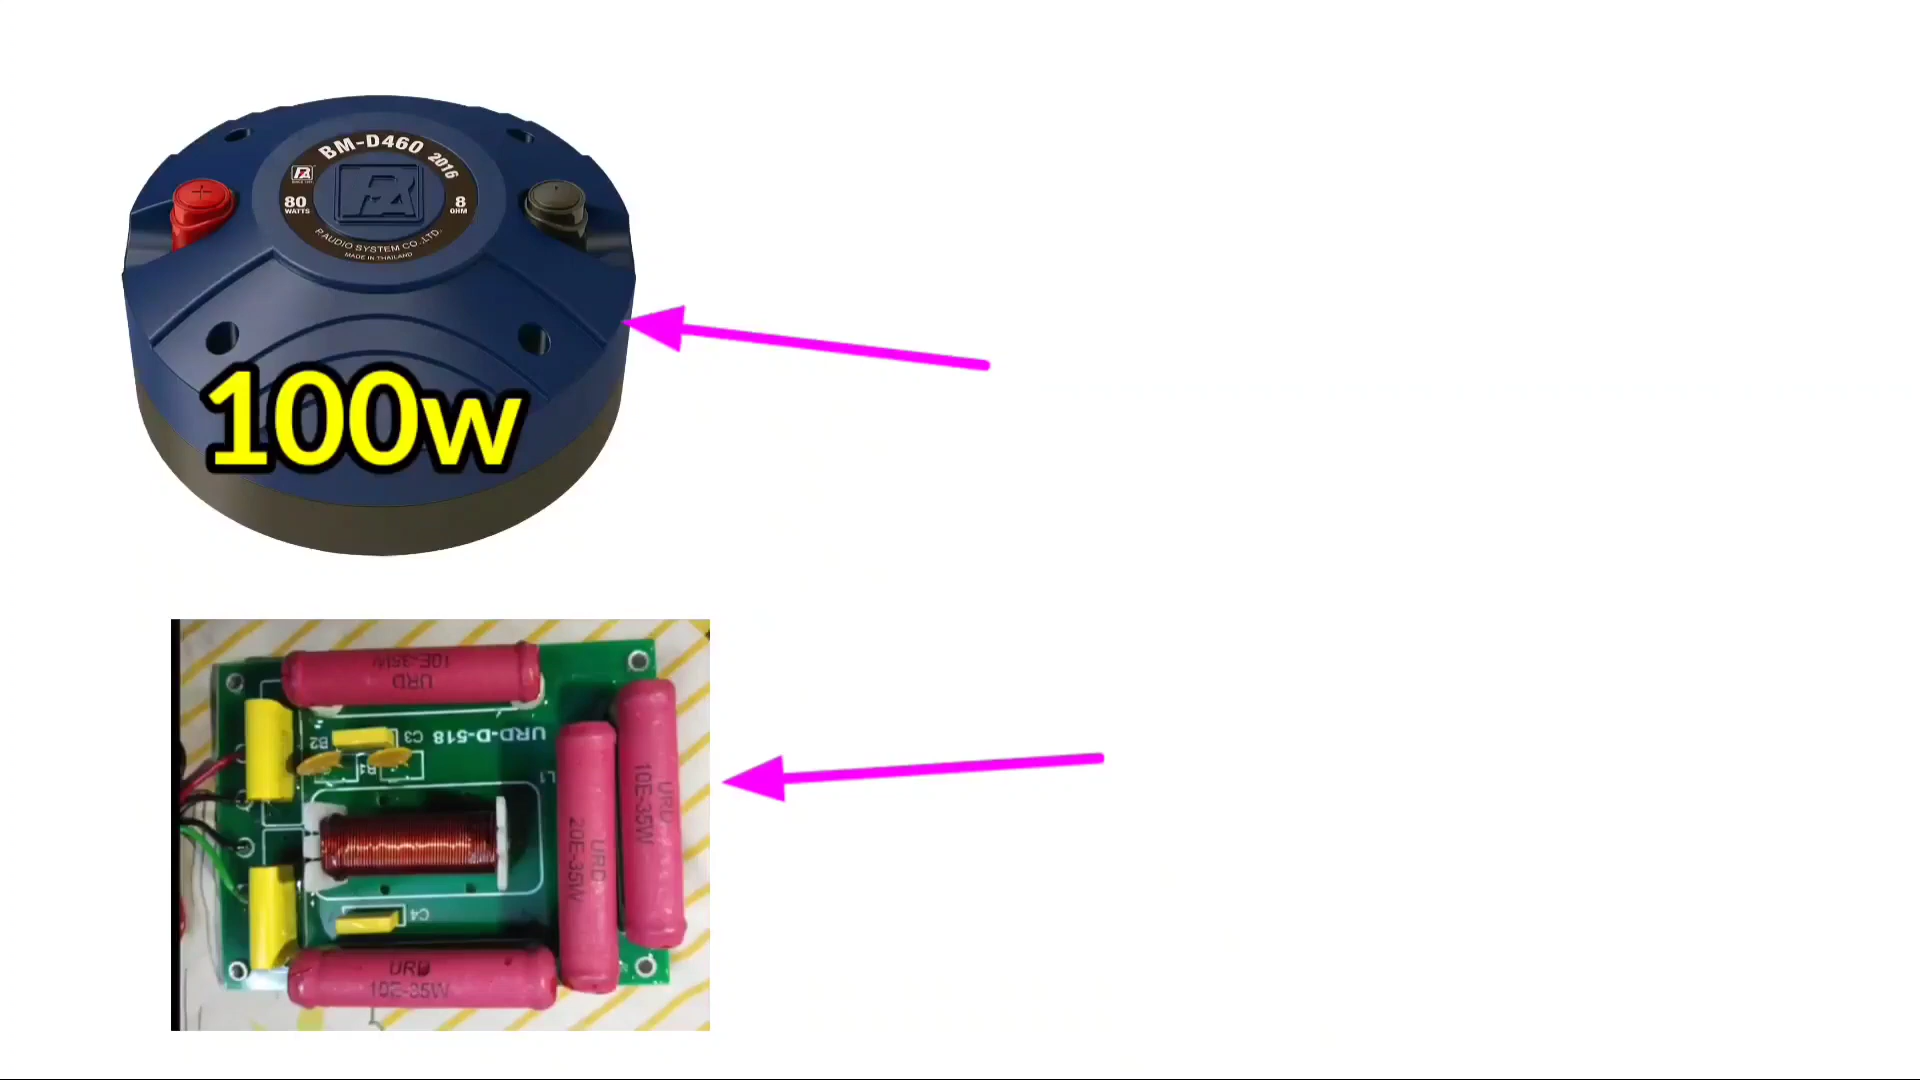 BM-D460 2016
PA
80
WATTS
8
OHM
P.AUDIO SYSTEM CO.,LTD.
MADE IN THAILAND
100w
10E-35W
URD
B2
C3
URD-D-518
L1
URD
10E-35W
URD
20E-35W
C4
URD
10E-35W